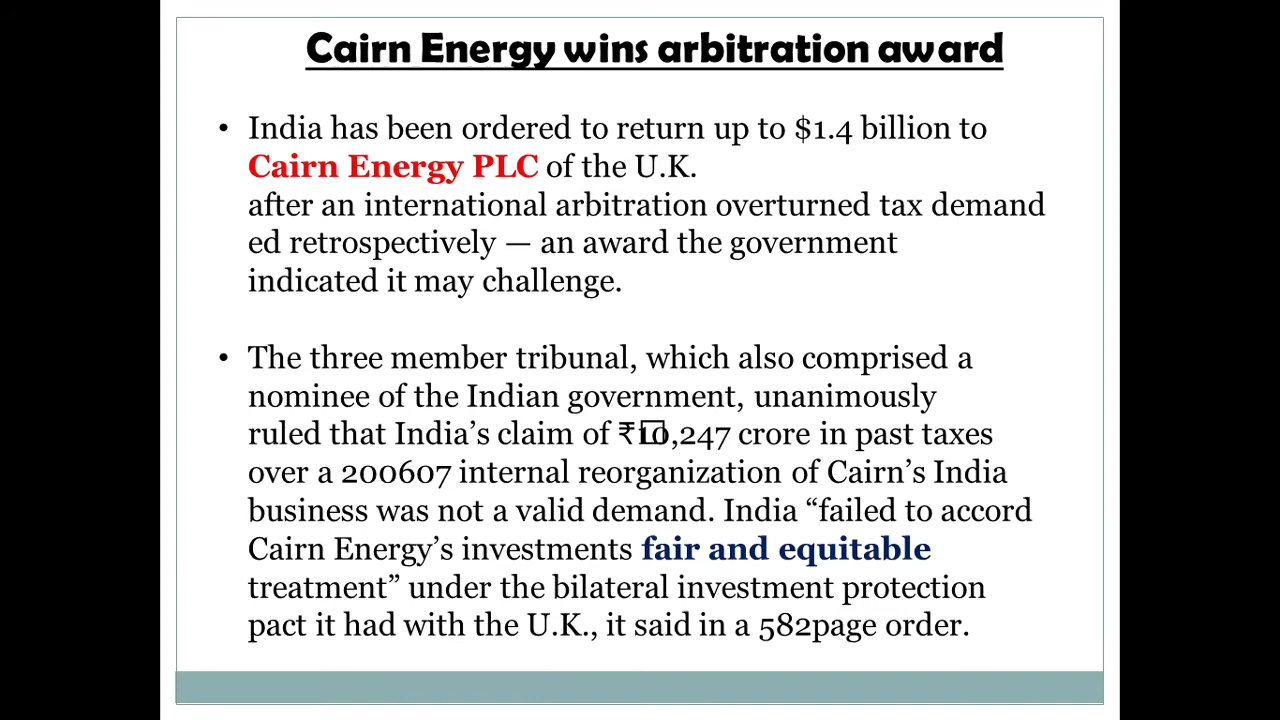 Cairn Energy wins arbitration award
• India has been ordered to return up to $1.4 billion to
Cairn Energy PLC of the U.K.
after an international arbitration overturned tax demand
ed retrospectively — an award the government
indicated it may challenge.
• The three member tribunal, which also comprised a
nominee of the Indian government, unanimously
ruled that India’s claim of ₹10,247 crore in past taxes
over a 200607 internal reorganization of Cairn’s India
business was not a valid demand. India “failed to accord
Cairn Energy’s investments fair and equitable
treatment” under the bilateral investment protection
pact it had with the U.K., it said in a 582page order.